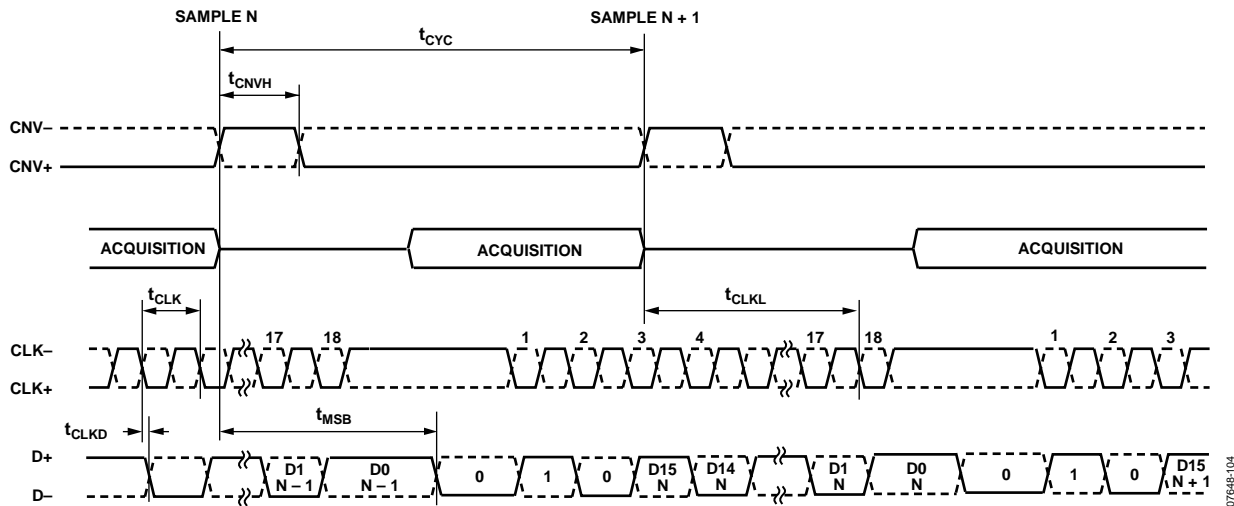 SAMPLE N SAMPLE N + 1
tCYC
tCNVH
CNV–
CNV+
ACQUISITION ACQUISITION ACQUISITION
tCLK tCLKL
17 18 1 2 3 4 17 18 1 2 3
CLK–
CLK+
tCLKD tMSB
D+
D1 N – 1 D0 N – 1 0 1 0 D15 N D14 N D1 N D0 N 0 1 0 D15 N + 1
D–
07648-104